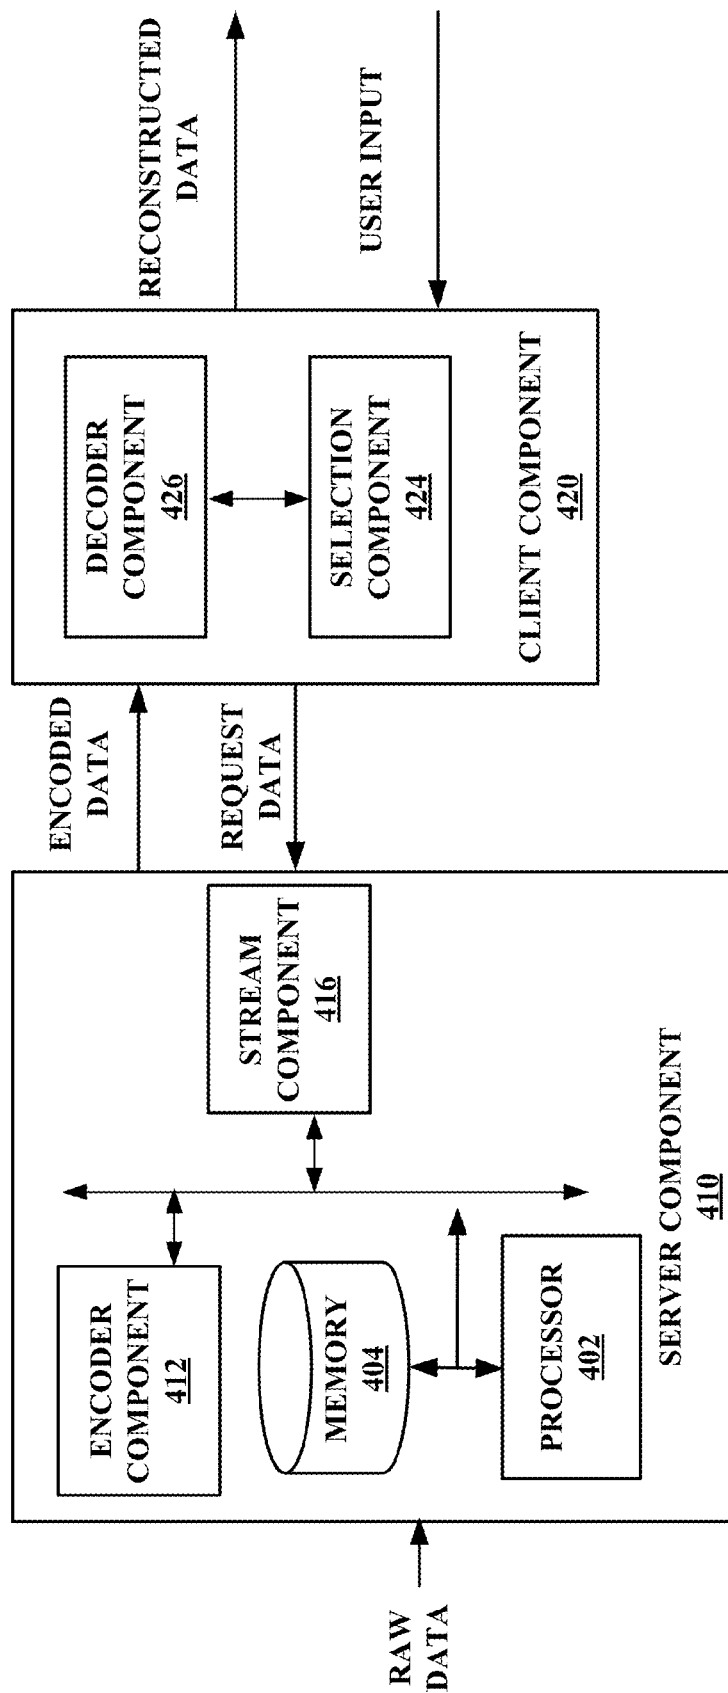 RAW
DATA
ENCODER
COMPONENT
412
MEMORY
404
PROCESSOR
402
STREAM
COMPONENT
416
SERVER COMPONENT
410
ENCODED
DATA
REQUEST
DATA
DECODER
COMPONENT
426
SELECTION
COMPONENT
424
CLIENT COMPONENT
420
RECONSTRUCTED
DATA
USER INPUT